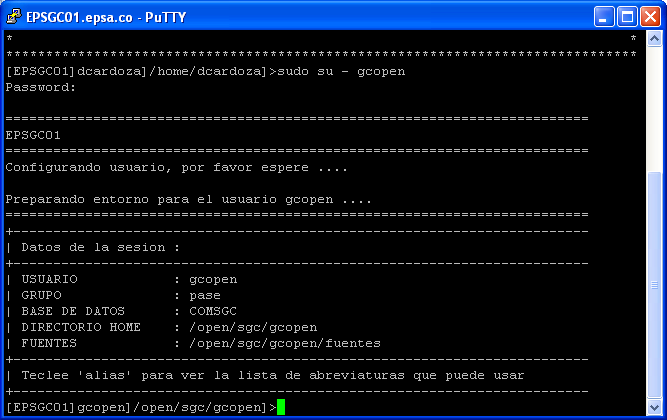 EPSGC01.epsa.co - PuTTY
*                                                                               *
********************************************************************************
[EPSGC01]dcardoza]/home/dcardoza]>sudo su - gcopen
Password:
==========================================================================
EPSGC01
==========================================================================
Configurando usuario, por favor espere ....
Preparando entorno para el usuario gcopen ....
==========================================================================
+-------------------------------------------------------------------------
| Datos de la sesion :
+-------------------------------------------------------------------------
| USUARIO            : gcopen
| GRUPO              : pase
| BASE DE DATOS      : COMSGC
| DIRECTORIO HOME    : /open/sgc/gcopen
| FUENTES            : /open/sgc/gcopen/fuentes
+-------------------------------------------------------------------------
| Teclee 'alias' para ver la lista de abreviaturas que puede usar
+-------------------------------------------------------------------------
[EPSGC01]gcopen]/open/sgc/gcopen]>